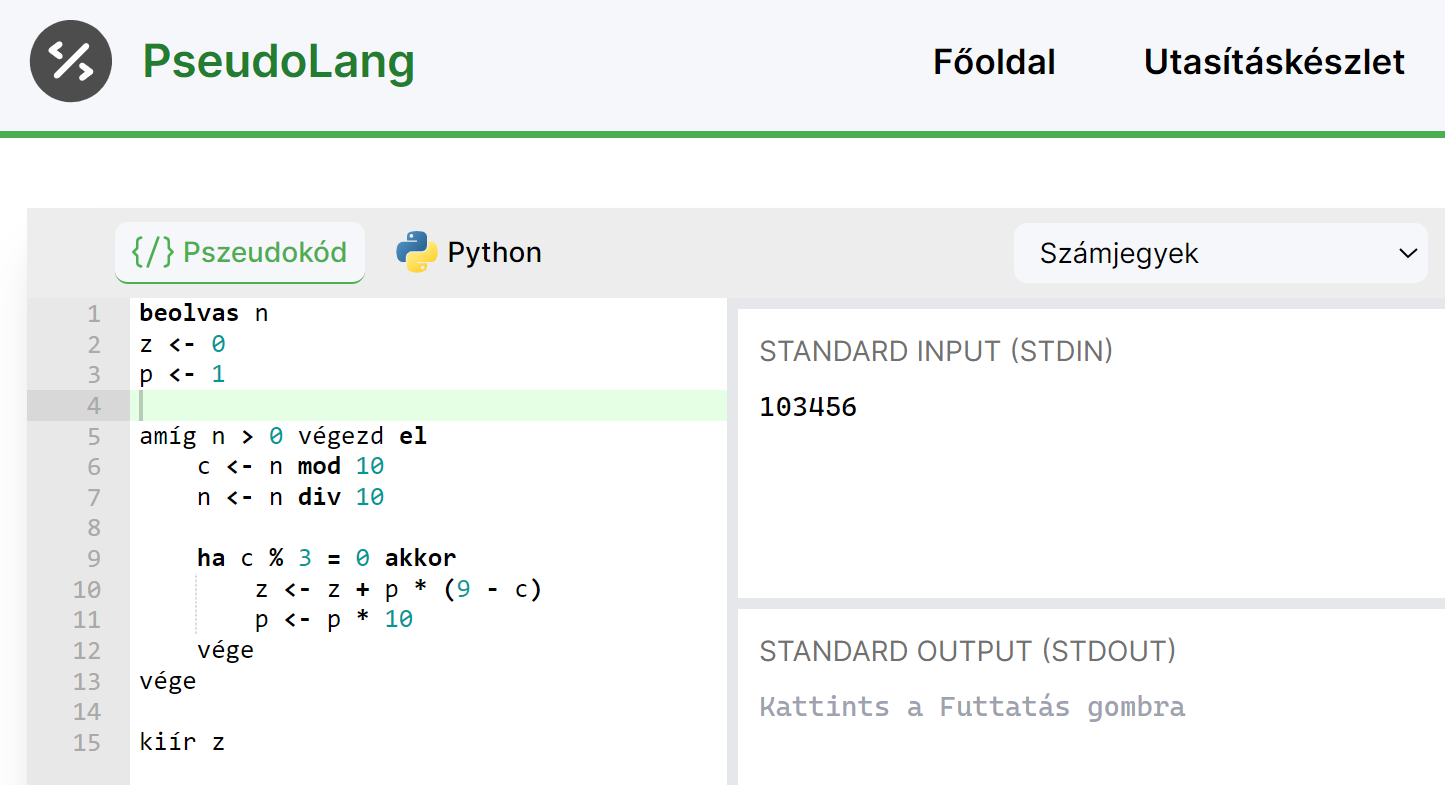 PseudoLang
Főoldal
Utasításkészlet
{/} Pszeudokód
Python
Számjegyek
1 beolvas n
2 z <- 0
3 p <- 1
4
5 amíg n > 0 végezd el
6     c <- n mod 10
7     n <- n div 10
8
9     ha c % 3 = 0 akkor
10         z <- z + p * (9 - c)
11         p <- p * 10
12     vége
13 vége
14
15 kiír z
STANDARD INPUT (STDIN)
103456
STANDARD OUTPUT (STDOUT)
Kattints a Futtatás gombra